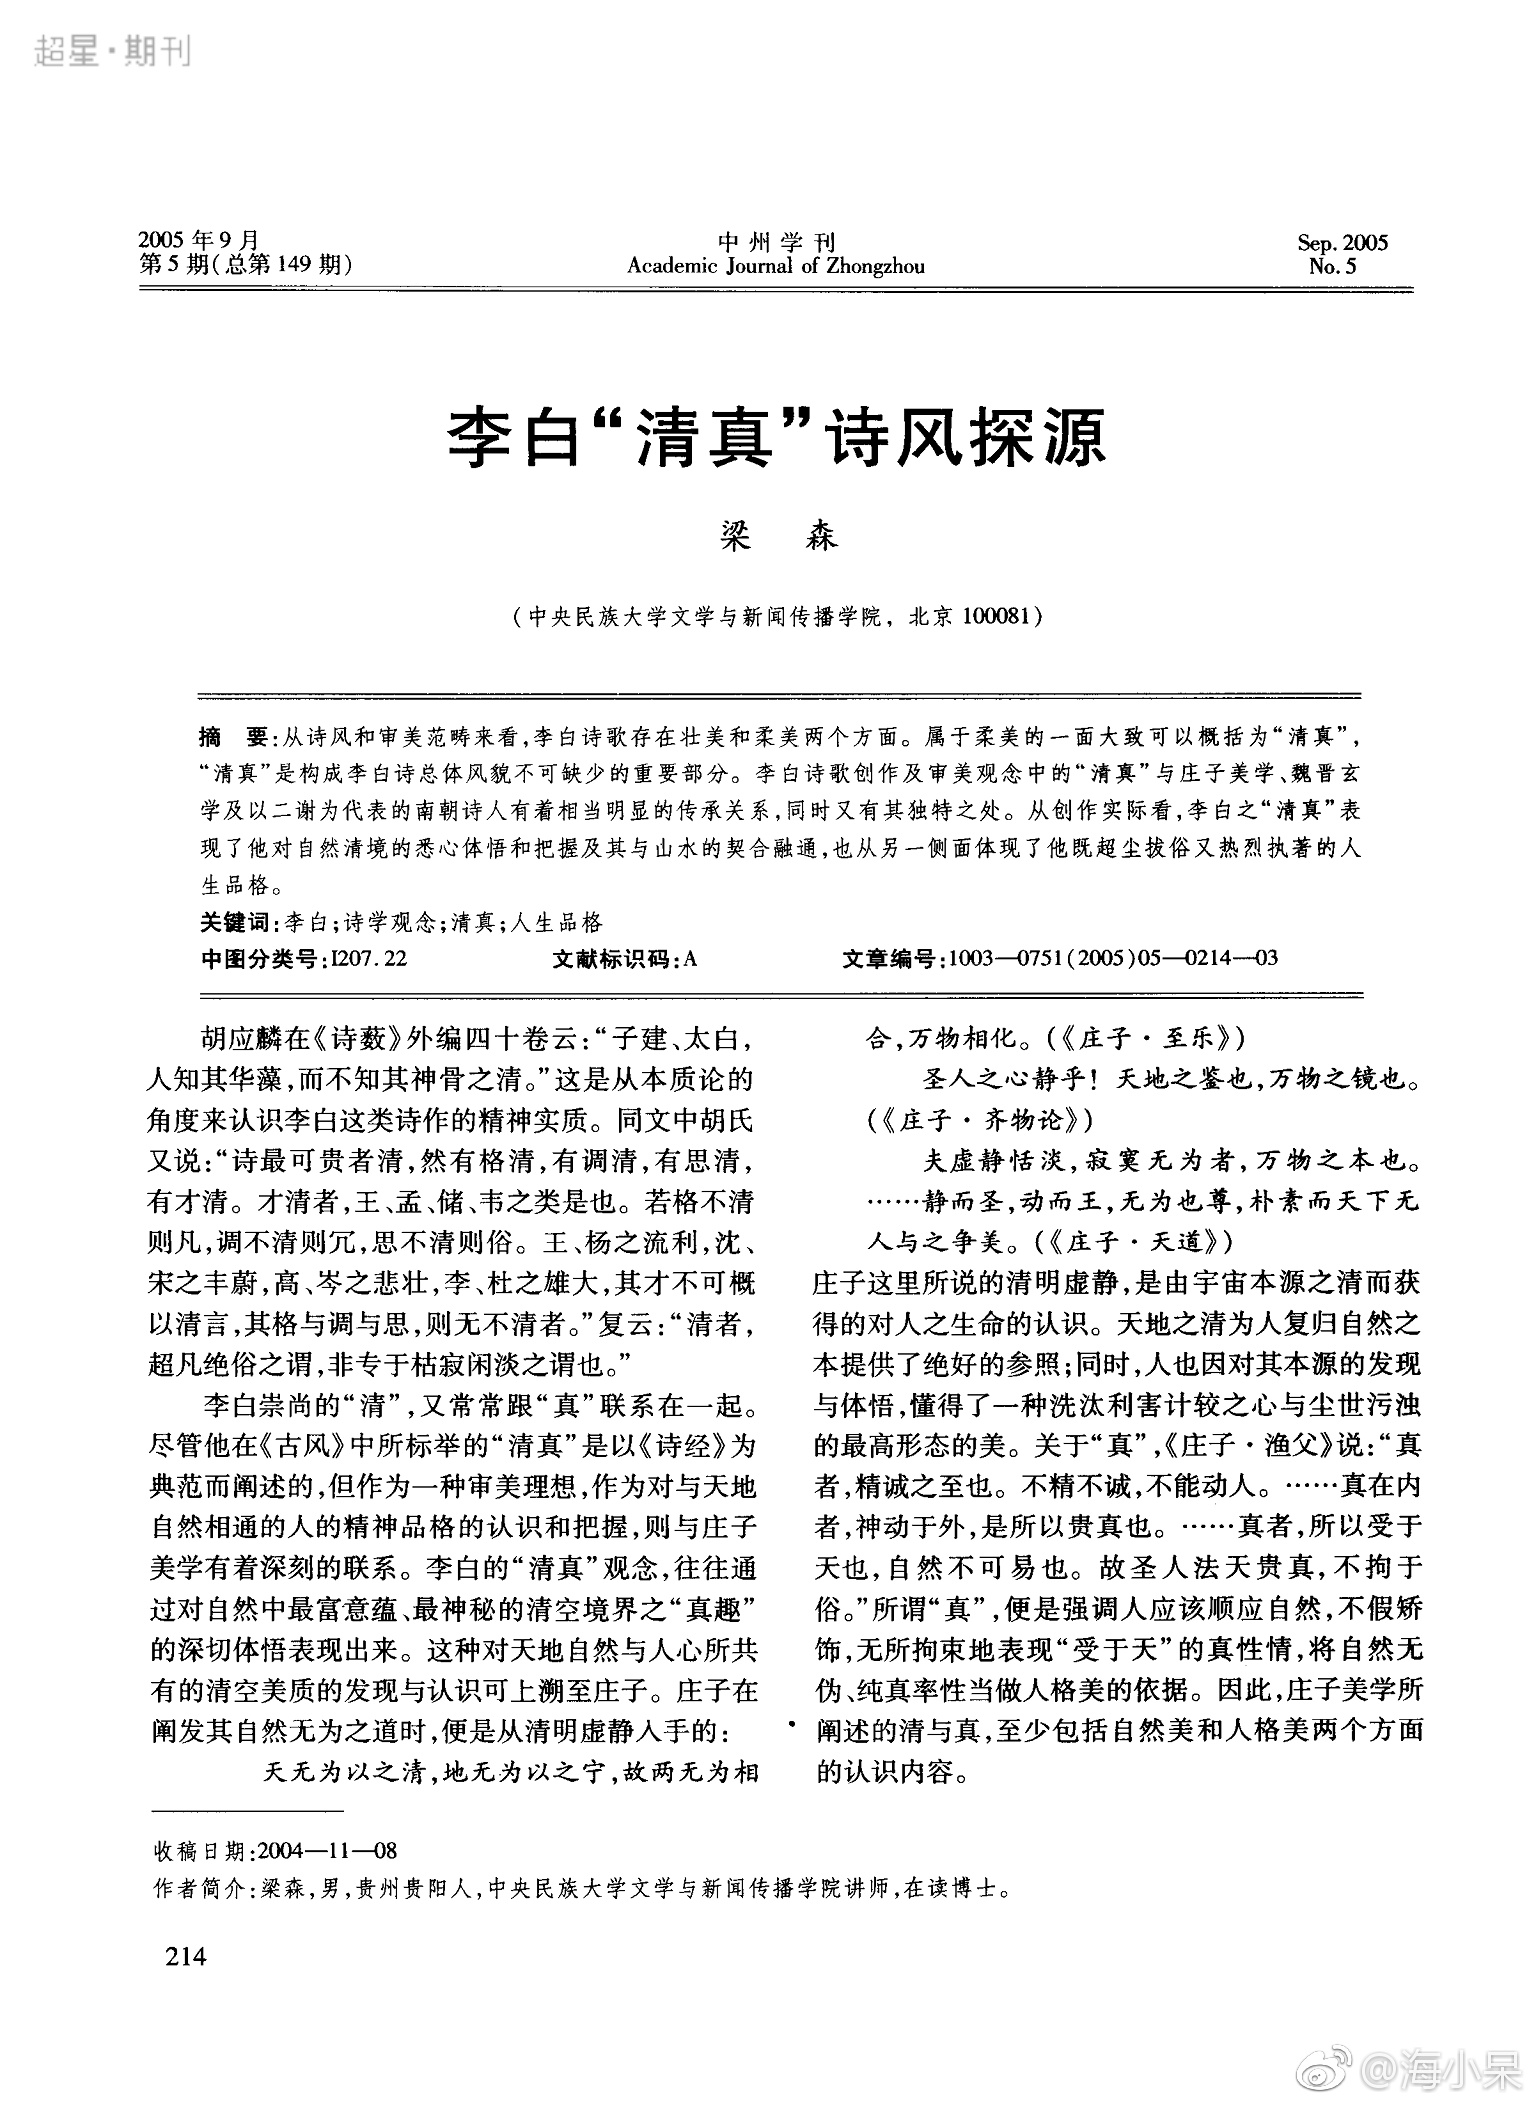 超星·期刊
2005 年 9 月
第 5 期(总第 149 期)
中 州 学 刊
Academic Journal of Zhongzhou
Sep. 2005
No. 5
李白“清真”诗风探源
梁 森
(中央民族大学文学与新闻传播学院, 北京 100081)
摘 要:从诗风和审美范畴来看,李白诗歌存在壮美和柔美两个方面。属于柔美的一面大致可以概括为“清真”,
“清真”是构成李白诗总体风貌不可缺少的重要部分。李白诗歌创作及审美观念中的“清真”与庄子美学、魏晋玄
学及以二谢为代表的南朝诗人有着相当明显的传承关系,同时又有其独特之处。从创作实际看,李白之“清真”表
现了他对自然清境的悉心体悟和把握及其与山水的契合融通,也从另一侧面体现了他既超尘拔俗又热烈执著的人
生品格。
关键词:李白;诗学观念;清真;人生品格
中图分类号:I207.22 文献标识码:A 文章编号:1003—0751(2005)05—0214—03
胡应麟在《诗薮》外编四十卷云:“子建、太白,
人知其华藻,而不知其神骨之清。”这是从本质论的
角度来认识李白这类诗作的精神实质。同文中胡氏
又说:“诗最可贵者清,然有格清,有调清,有思清,
有才清。才清者,王、孟、储、韦之类是也。若格不清
则凡,调不清则冗,思不清则俗。王、杨之流利,沈、
宋之丰蔚,高、岑之悲壮,李、杜之雄大,其才不可概
以清言,其格与调与思,则无不清者。”复云:“清者,
超凡绝俗之谓,非专于枯寂闲淡之谓也。”
李白崇尚的“清”,又常常跟“真”联系在一起。
尽管他在《古风》中所标举的“清真”是以《诗经》为
典范而阐述的,但作为一种审美理想,作为对与天地
自然相通的人的精神品格的认识和把握,则与庄子
美学有着深刻的联系。李白的“清真”观念,往往通
过对自然中最富意蕴、最神秘的清空境界之“真趣”
的深切体悟表现出来。这种对天地自然与人心所共
有的清空美质的发现与认识可上溯至庄子。庄子在
阐发其自然无为之道时,便是从清明虚静入手的:
天无为以之清,地无为以之宁,故两无为相
合,万物相化。(《庄子·至乐》)
圣人之心静乎! 天地之鉴也,万物之镜也。
(《庄子·齐物论》)
夫虚静恬淡,寂寞无为者,万物之本也。
……静而圣,动而王,无为也尊,朴素而天下无
人与之争美。(《庄子·天道》)
庄子这里所说的清明虚静,是由宇宙本源之清而获
得的对人之生命的认识。天地之清为人复归自然之
本提供了绝好的参照;同时,人也因对其本源的发现
与体悟,懂得了一种洗汰利害计较之心与尘世污浊
的最高形态的美。关于“真”,《庄子·渔父》说:“真
者,精诚之至也。不精不诚,不能动人。……真在内
者,神动于外,是所以贵真也。……真者,所以受于
天也,自然不可易也。故圣人法天贵真,不拘于
俗。”所谓“真”,便是强调人应该顺应自然,不假矫
饰,无所拘束地表现“受于天”的真性情,将自然无
伪、纯真率性当做人格美的依据。因此,庄子美学所
阐述的清与真,至少包括自然美和人格美两个方面
的认识内容。
收稿日期:2004—11—08
作者简介:梁森,男,贵州贵阳人,中央民族大学文学与新闻传播学院讲师,在读博士。
214
@海小呆